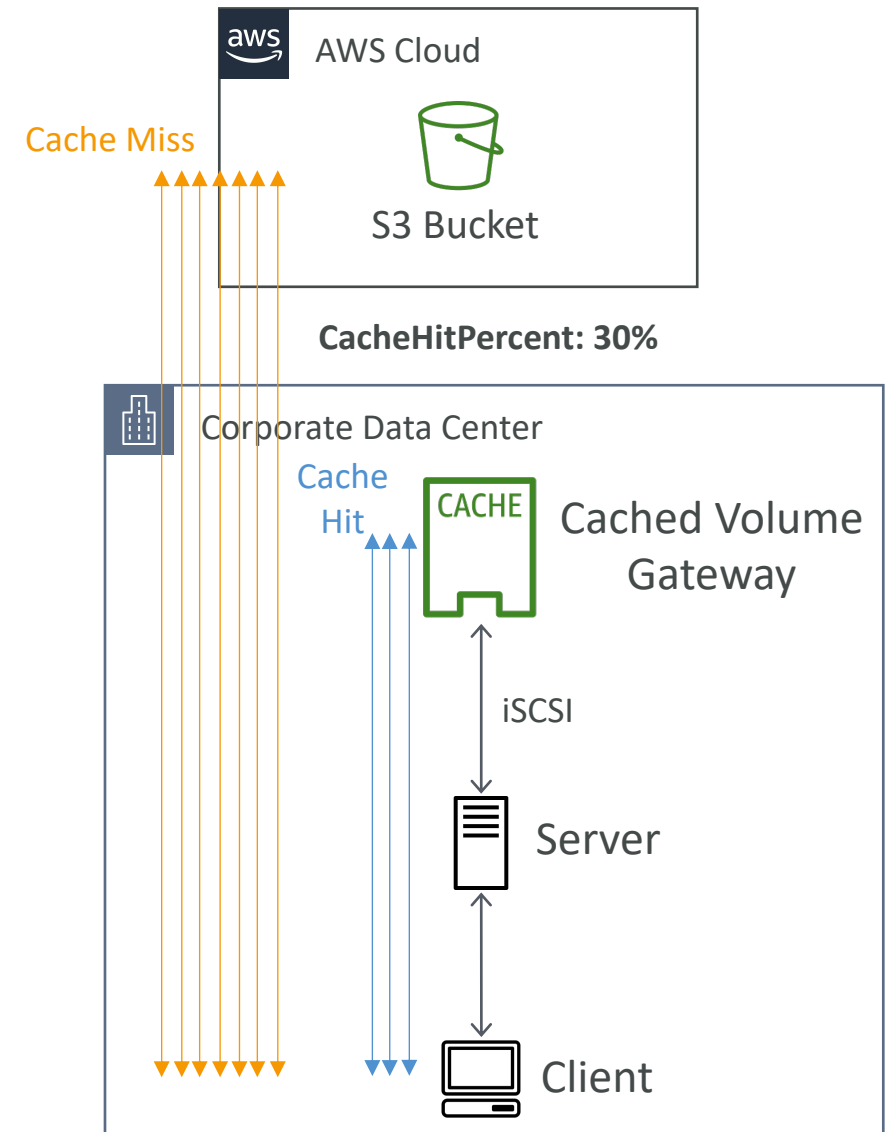 aws
AWS Cloud
Cache Miss
S3 Bucket
CacheHitPercent: 30%
Corporate Data Center
Cache
Hit
CACHE
Cached Volume
Gateway
iSCSI
Server
Client